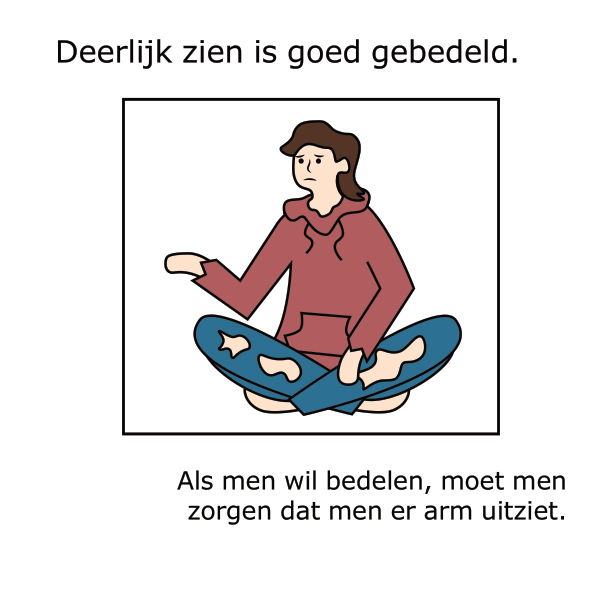 Deerlijk zien is goed gebedeld.
Als men wil bedelen, moet men
zorgen dat men er arm uitziet.